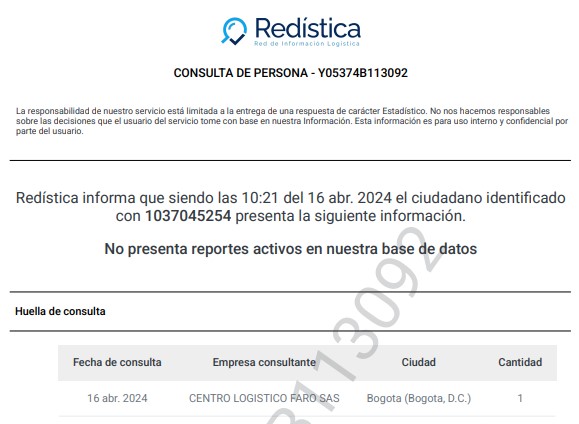 Redística
Red de Información Logística
CONSULTA DE PERSONA - Y05374B113092
La responsabilidad de nuestro servicio está limitada a la entrega de una respuesta de carácter Estadístico. No nos hacemos responsables
sobre las decisiones que el usuario del servicio tome con base en nuestra Información. Esta información es para uso interno y confidencial por
parte del usuario.
Redística informa que siendo las 10:21 del 16 abr. 2024 el ciudadano identificado
con 1037045254 presenta la siguiente información.
No presenta reportes activos en nuestra base de datos
Huella de consulta
Fecha de consulta Empresa consultante Ciudad Cantidad
16 abr. 2024 CENTRO LOGISTICO FARO SAS Bogota (Bogota, D.C.) 1
3113092